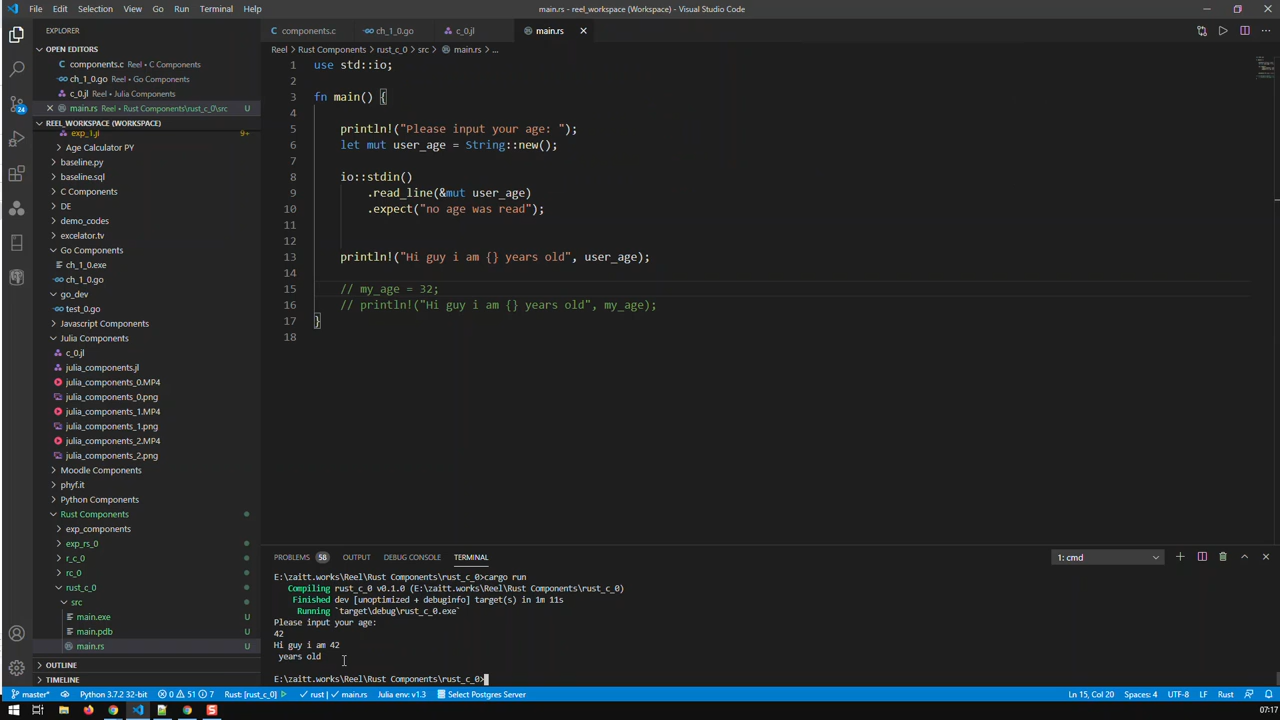 File Edit Selection View Go Run Terminal Help
main.rs - reel_workspace (Workspace) - Visual Studio Code
EXPLORER
OPEN EDITORS
components.c Reel • C Components
ch_1_0.go Reel • Go Components
c_0.jl Reel • Julia Components
main.rs Reel • Rust Components\rust_c_0\src U
REEL_WORKSPACE (WORKSPACE)
exp_1.jl 9+
Age Calculator PY
baseline.py
baseline.sql
C Components
DE
demo_codes
excelator.tv
Go Components
ch_1_0.exe
ch_1_0.go
go_dev
test_0.go
Javascript Components
Julia Components
c_0.jl
julia_components.jl
julia_components_0.MP4
julia_components_0.png
julia_components_1.MP4
julia_components_1.png
julia_components_2.MP4
julia_components_2.png
Moodle Components
phyf.it
Python Components
Rust Components
exp_components
exp_rs_0
r_c_0
rc_0
rust_c_0
src
main.exe U
main.pdb U
main.rs U
OUTLINE
TIMELINE
24
components.c ch_1_0.go c_0.jl main.rs
Reel > Rust Components > rust_c_0 > src > main.rs > ...
1 use std::io;
2
3 fn main() {
4
5 println!("Please input your age: ");
6 let mut user_age = String::new();
7
8 io::stdin()
9 .read_line(&mut user_age)
10 .expect("no age was read");
11
12
13 println!("Hi guy i am {} years old", user_age);
14
15 // my_age = 32;
16 // println!("Hi guy i am {} years old", my_age);
17 }
18
PROBLEMS 58 OUTPUT DEBUG CONSOLE TERMINAL 1: cmd
E:\zaitt.works\Reel\Rust Components\rust_c_0>cargo run
Compiling rust_c_0 v0.1.0 (E:\zaitt.works\Reel\Rust Components\rust_c_0)
Finished dev [unoptimized + debuginfo] target(s) in 1m 11s
Running `target\debug\rust_c_0.exe`
Please input your age:
42
Hi guy i am 42
years old
E:\zaitt.works\Reel\Rust Components\rust_c_0>
master* Python 3.7.2 32-bit 0 51 7 Rust: [rust_c_0] rust | main.rs Julia env: v1.3 Select Postgres Server Ln 15, Col 20 Spaces: 4 UTF-8 LF Rust
07:17